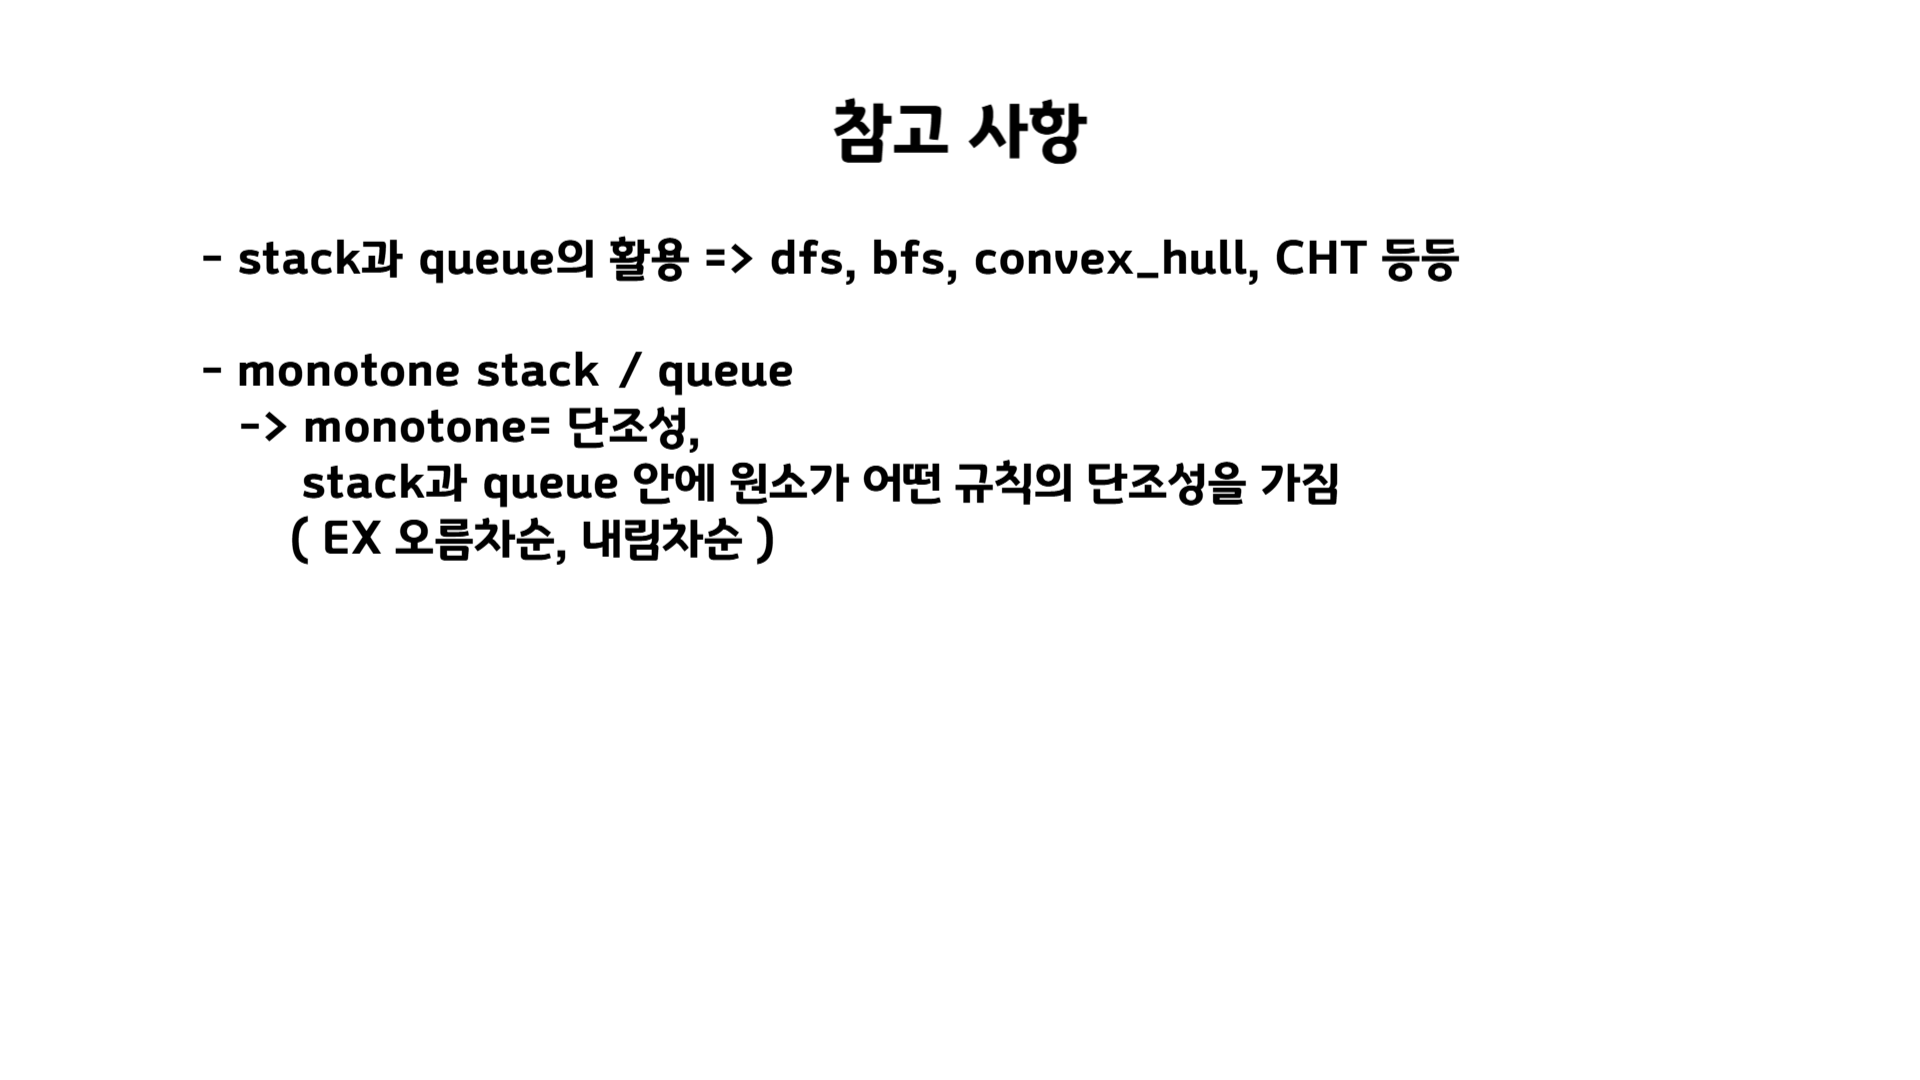 참고 사항
- stack과 queue의 활용 => dfs, bfs, convex_hull, CHT 등등
- monotone stack / queue
-> monotone= 단조성,
stack과 queue 안에 원소가 어떤 규칙의 단조성을 가짐
( EX 오름차순, 내림차순 )